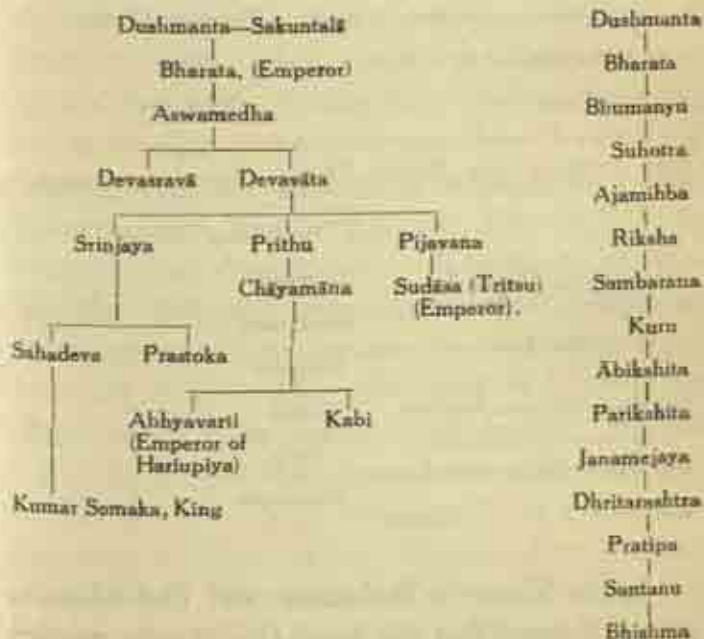 Dushmanta—Sakuntalā
Bharata, (Emperor)
Aswamedha
Devasravā Devavāta
Srinjaya Prithu Pijavana
Chāyamāna Sudāsa (Tritsu)
(Emperor).
Sahadeva Prastoka
Abhyavarti Kabi
(Emperor of
Hariupiya)
Kumar Somaka, King
Dushmanta
Bharata
Bhumanyu
Suhotra
Ajamihba
Riksha
Sambarana
Kuru
Ābikshita
Parikshita
Janamejaya
Dhritarashtra
Pratipa
Santanu
Bhishma